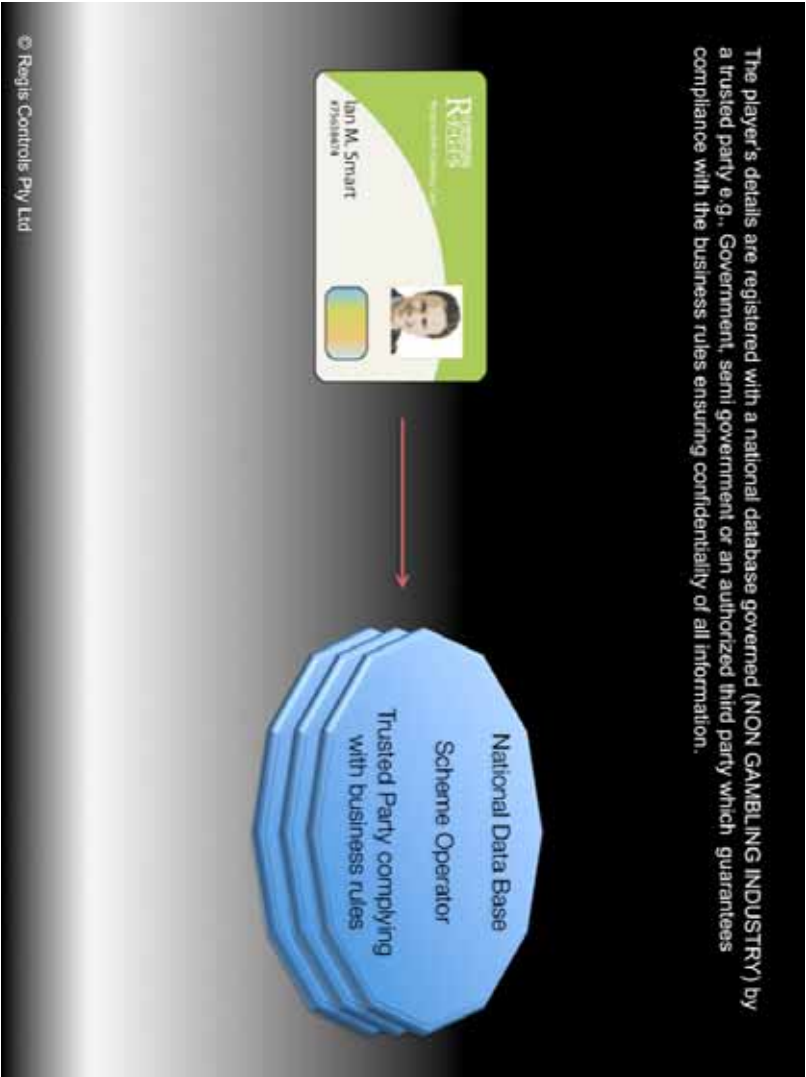 The player's details are registered with a national database governed (NON GAMBLING INDUSTRY) by
a trusted party e.g., Government, semi government or an authorized third party which guarantees
compliance with the business rules ensuring confidentiality of all information.
Regis
Ian M. Smart
National Data Base
Scheme Operator
Trusted Party complying
with business rules
© Regis Controls Pty Ltd